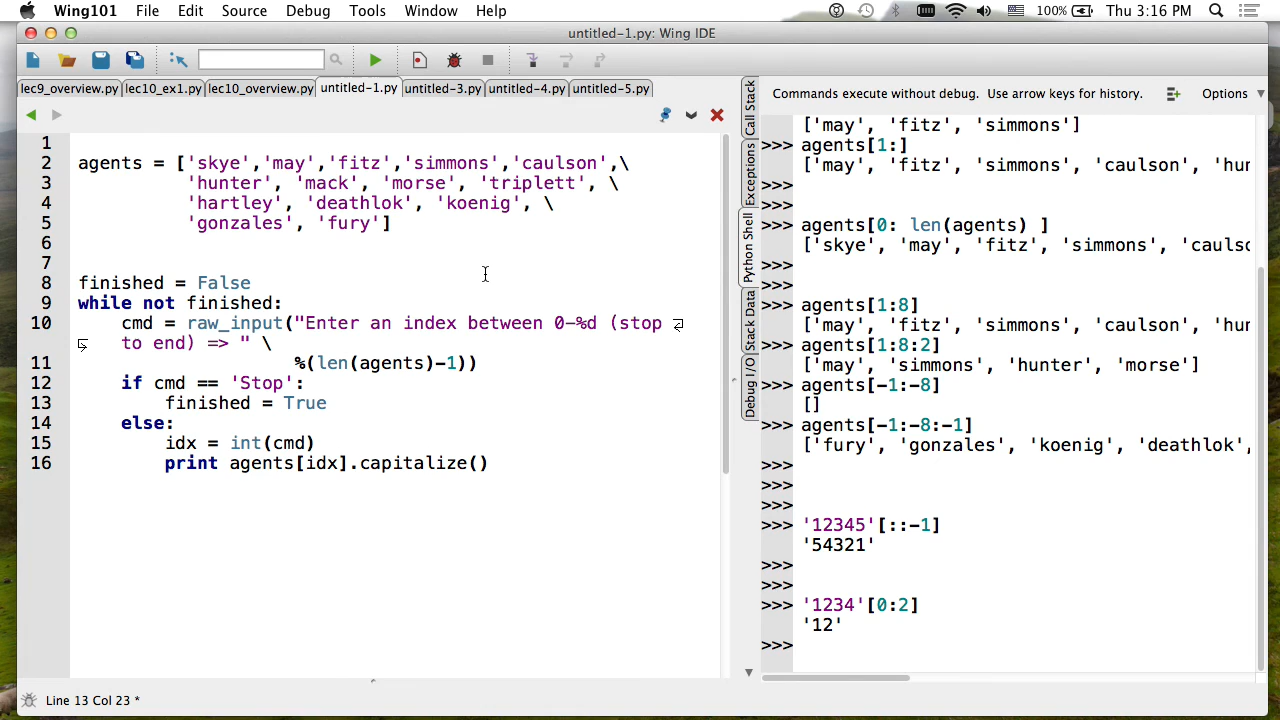 Wing101 File Edit Source Debug Tools Window Help 100% Thu 3:16 PM
untitled-1.py: Wing IDE
lec9_overview.py lec10_ex1.py lec10_overview.py untitled-1.py untitled-3.py untitled-4.py untitled-5.py
1
2 agents = ['skye','may','fitz','simmons','caulson',\
3 'hunter', 'mack', 'morse', 'triplett', \
4 'hartley', 'deathlok', 'koenig', \
5 'gonzales', 'fury']
6
7
8 finished = False
9 while not finished:
10 cmd = raw_input("Enter an index between 0-%d (stop
to end) => " \
11 %(len(agents)-1))
12 if cmd == 'Stop':
13 finished = True
14 else:
15 idx = int(cmd)
16 print agents[idx].capitalize()
Line 13 Col 23 *
Call Stack
Exceptions
Python Shell
Stack Data
Debug I/O
Commands execute without debug. Use arrow keys for history. Options
['may', 'fitz', 'simmons']
>>> agents[1:]
['may', 'fitz', 'simmons', 'caulson', 'hu
>>>
>>>
>>> agents[0: len(agents) ]
['skye', 'may', 'fitz', 'simmons', 'caulso
>>>
>>>
>>> agents[1:8]
['may', 'fitz', 'simmons', 'caulson', 'hu
>>> agents[1:8:2]
['may', 'simmons', 'hunter', 'morse']
>>> agents[-1:-8]
[]
>>> agents[-1:-8:-1]
['fury', 'gonzales', 'koenig', 'deathlok',
>>>
>>>
>>>
>>> '12345'[::-1]
'54321'
>>>
>>>
>>> '1234'[0:2]
'12'
>>>